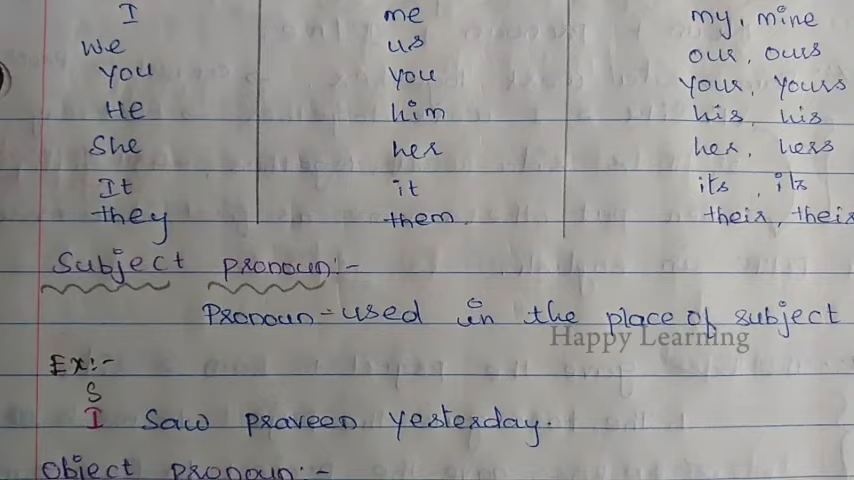 I me my, mine
We us our, ours
You you your, yours
He him his, his
She her her, hers
It it its, its
they them their, their
Subject pronoun:-
Pronoun-used in the place of subject
Happy Learning
Ex:-
S
I Saw praveen yesterday.
Object pronoun:-